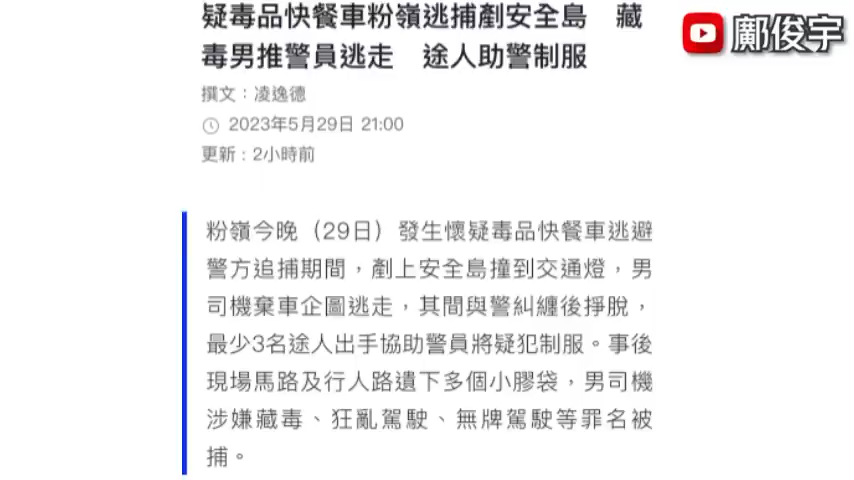 疑毒品快餐車粉嶺逃捕剷安全島　藏
毒男推警員逃走　途人助警制服
鄺俊宇
撰文：凌逸德
2023年5月29日 21:00
更新：2小時前
粉嶺今晚（29日）發生懷疑毒品快餐車逃避
警方追捕期間，剷上安全島撞到交通燈，男
司機棄車企圖逃走，其間與警糾纏後掙脫，
最少3名途人出手協助警員將疑犯制服。事後
現場馬路及行人路遺下多個小膠袋，男司機
涉嫌藏毒、狂亂駕駛、無牌駕駛等罪名被
捕。